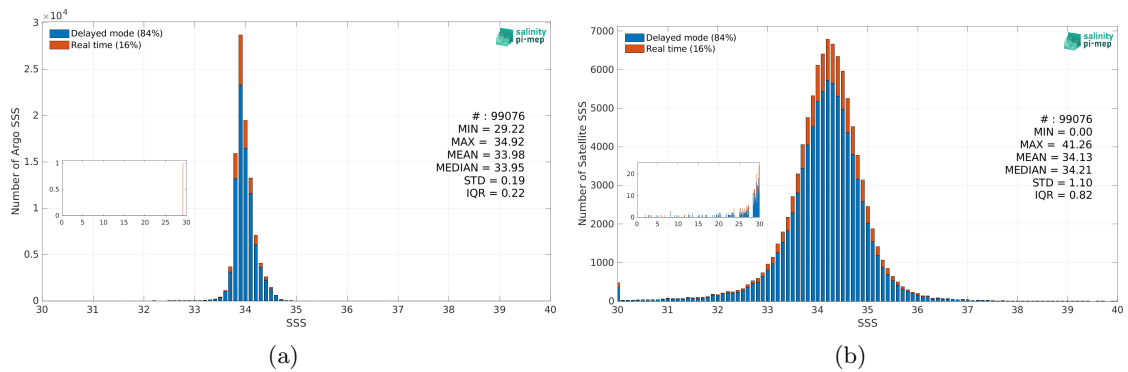 3 ×10^4
Delayed mode (84%)
Real time (16%)
salinity
pi-mep
2.5
2
1.5
1
0.5
0
Number of Argo SSS
# : 99076
MIN = 29.22
MAX = 34.92
MEAN = 33.98
MEDIAN = 33.95
STD = 0.19
IQR = 0.22
1
0.5
0
0 5 10 15 20 25 30
30 31 32 33 34 35 36 37 38 39 40
SSS
(a)
Delayed mode (84%)
Real time (16%)
salinity
pi-mep
7000
6000
5000
4000
3000
2000
1000
0
Number of Satellite SSS
# : 99076
MIN = 0.00
MAX = 41.26
MEAN = 34.13
MEDIAN = 34.21
STD = 1.10
IQR = 0.82
20
10
0
0 5 10 15 20 25 30
30 31 32 33 34 35 36 37 38 39 40
SSS
(b)